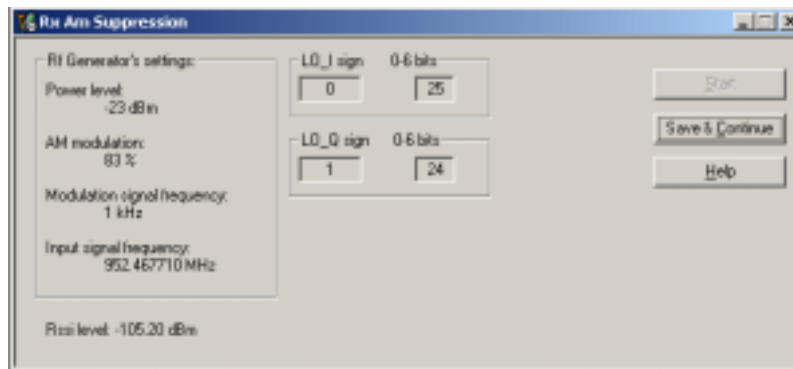 Rx Am Suppression
Rf Generator's settings:
Power level:
-23 dBm
AM modulation:
83 %
Modulation signal frequency:
1 kHz
Input signal frequency:
952.467710 MHz
Rssi level: -105.20 dBm
LO_I sign 0-6 bits
0 25
LO_Q sign 0-6 bits
1 24
Start
Save & Continue
Help